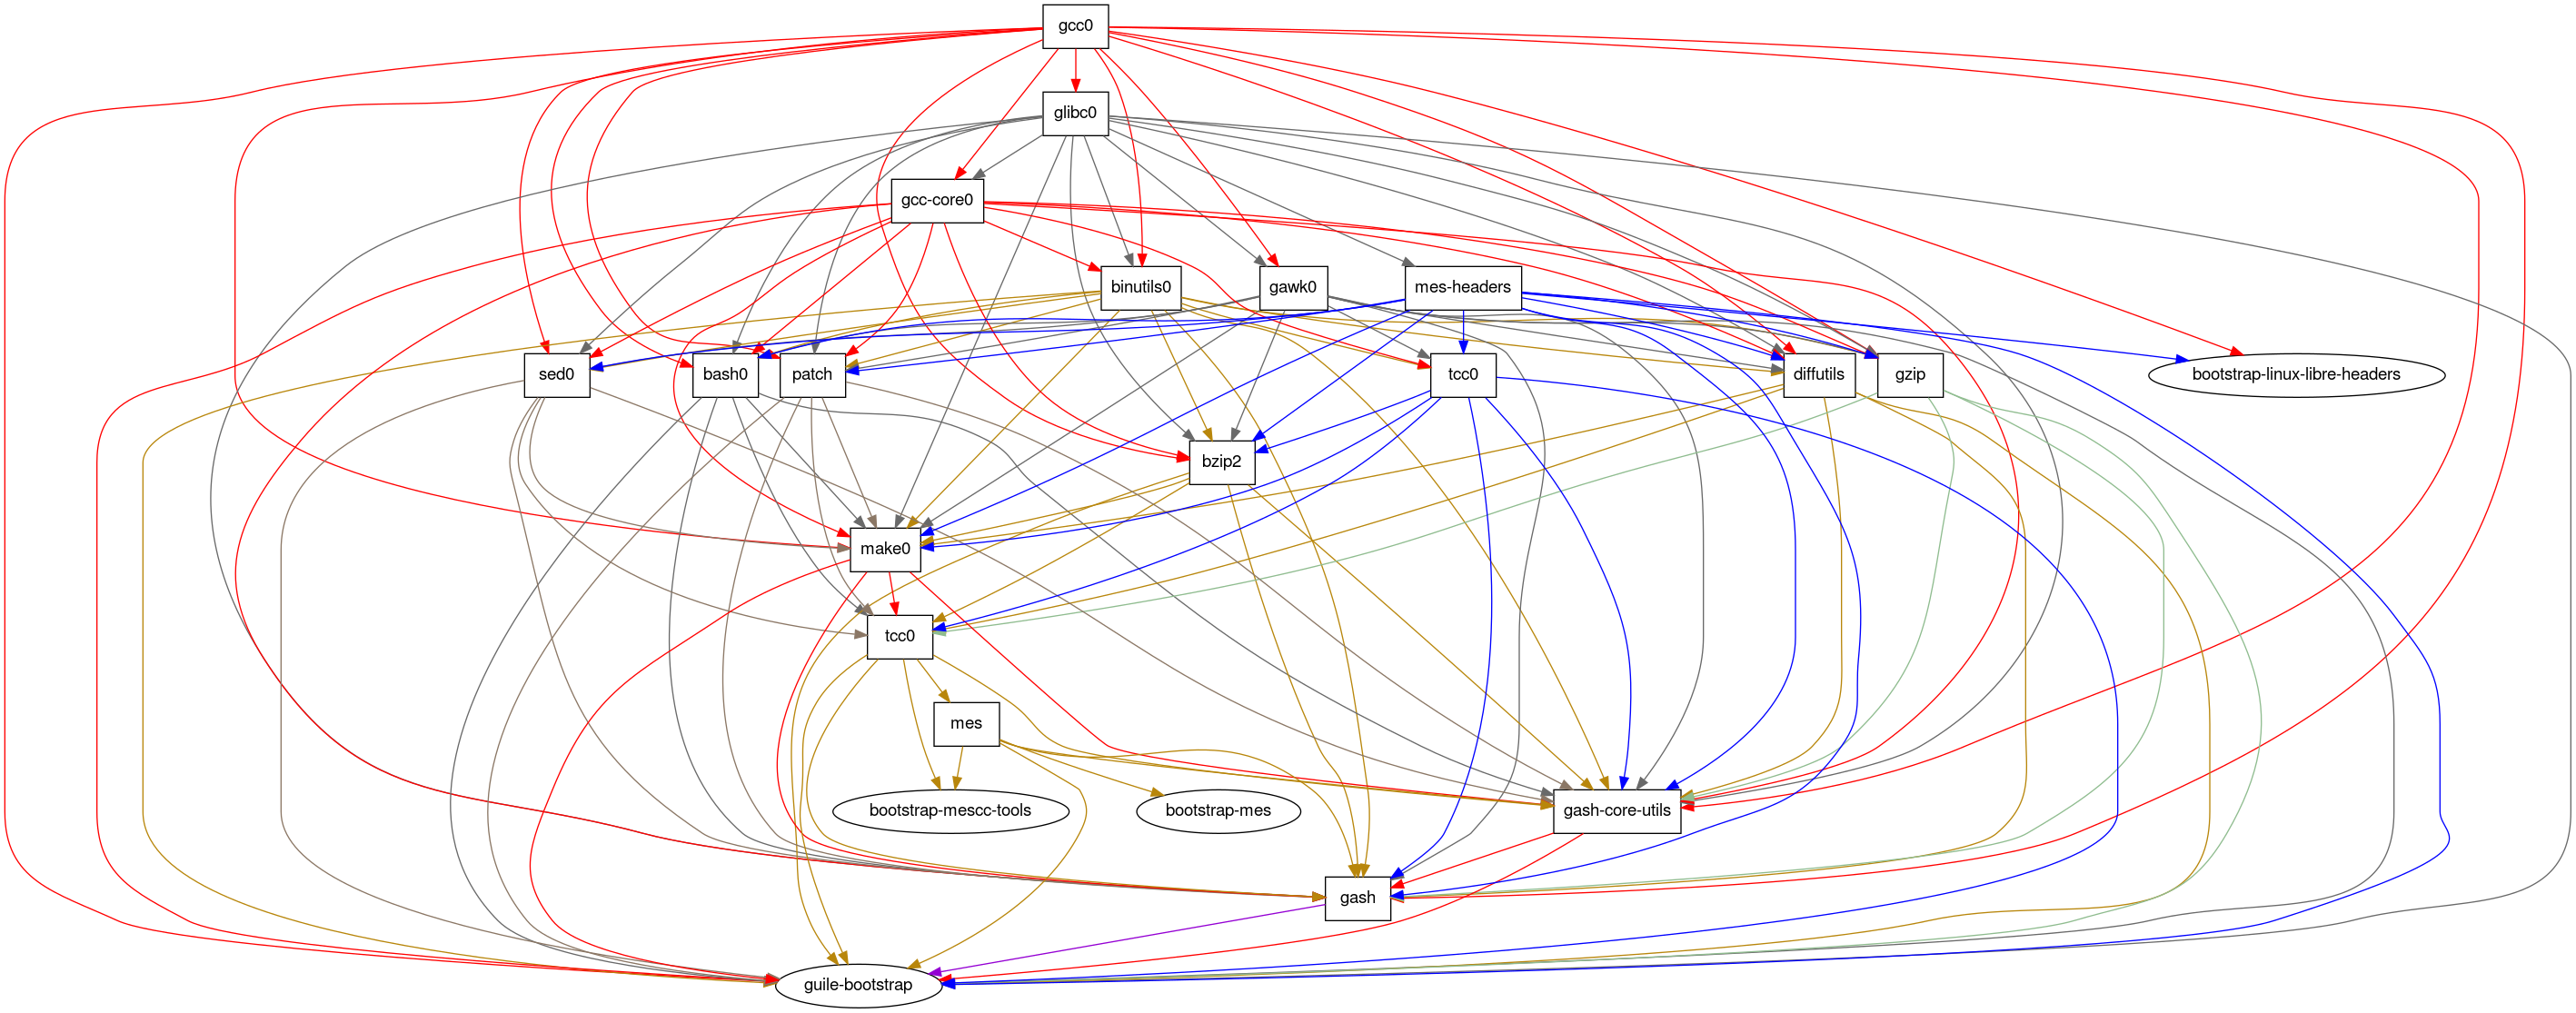 gcc0
glibc0
gcc-core0
binutils0
gawk0
mes-headers
sed0
bash0
patch
tcc0
diffutils
gzip
bootstrap-linux-libre-headers
bzip2
make0
tcc0
mes
bootstrap-mescc-tools
bootstrap-mes
gash-core-utils
gash
guile-bootstrap